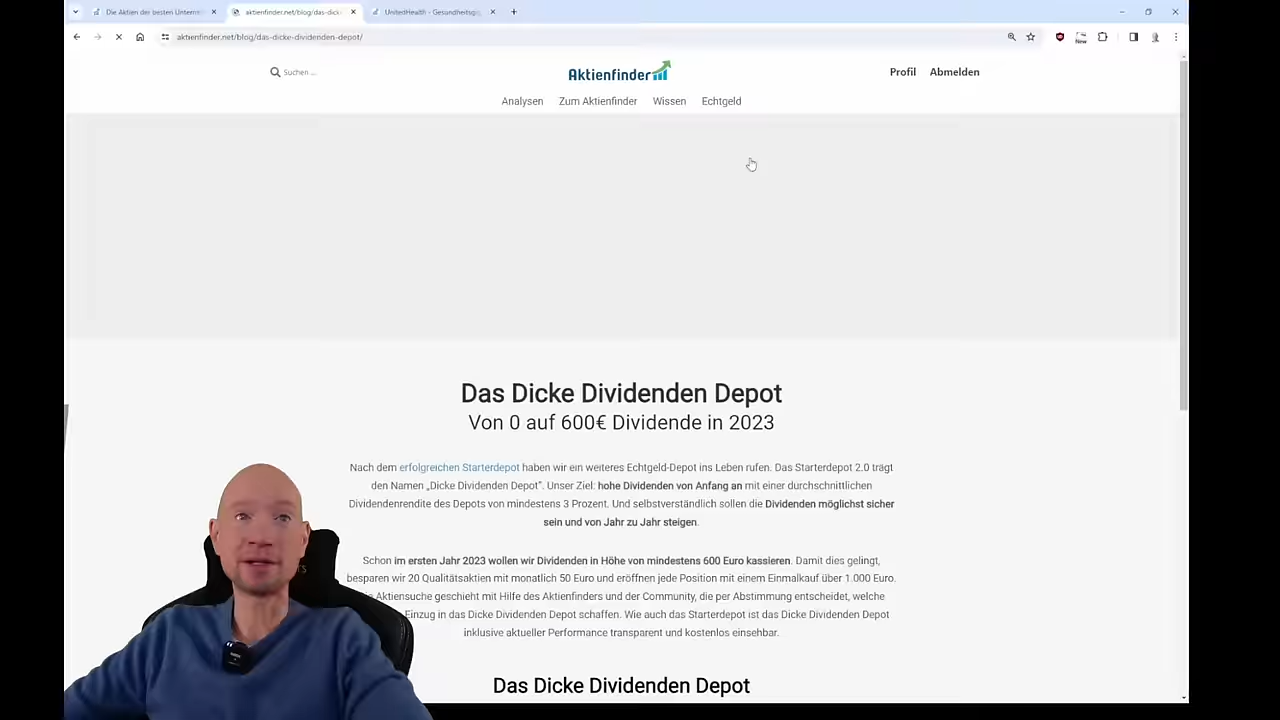 Die Aktien der besten Unterne
aktienfinder.net/blog/das-dick
UnitedHealth - Gesundheitsgig
aktienfinder.net/blog/das-dicke-dividenden-depot/
New
Suchen ...
Aktienfinder
Profil
Abmelden
Analysen
Zum Aktienfinder
Wissen
Echtgeld
Das Dicke Dividenden Depot
Von 0 auf 600€ Dividende in 2023
Nach dem erfolgreichen Starterdepot haben wir ein weiteres Echtgeld-Depot ins Leben rufen. Das Starterdepot 2.0 trägt
den Namen „Dicke Dividenden Depot". Unser Ziel: hohe Dividenden von Anfang an mit einer durchschnittlichen
Dividendenrendite des Depots von mindestens 3 Prozent. Und selbstverständlich sollen die Dividenden möglichst sicher
sein und von Jahr zu Jahr steigen.
Schon im ersten Jahr 2023 wollen wir Dividenden in Höhe von mindestens 600 Euro kassieren. Damit dies gelingt,
besparen wir 20 Qualitätsaktien mit monatlich 50 Euro und eröffnen jede Position mit einem Einmalkauf über 1.000 Euro.
Aktiensuche geschieht mit Hilfe des Aktienfinders und der Community, die per Abstimmung entscheidet, welche
Einzug in das Dicke Dividenden Depot schaffen. Wie auch das Starterdepot ist das Dicke Dividenden Depot
inklusive aktueller Performance transparent und kostenlos einsehbar.
Das Dicke Dividenden Depot